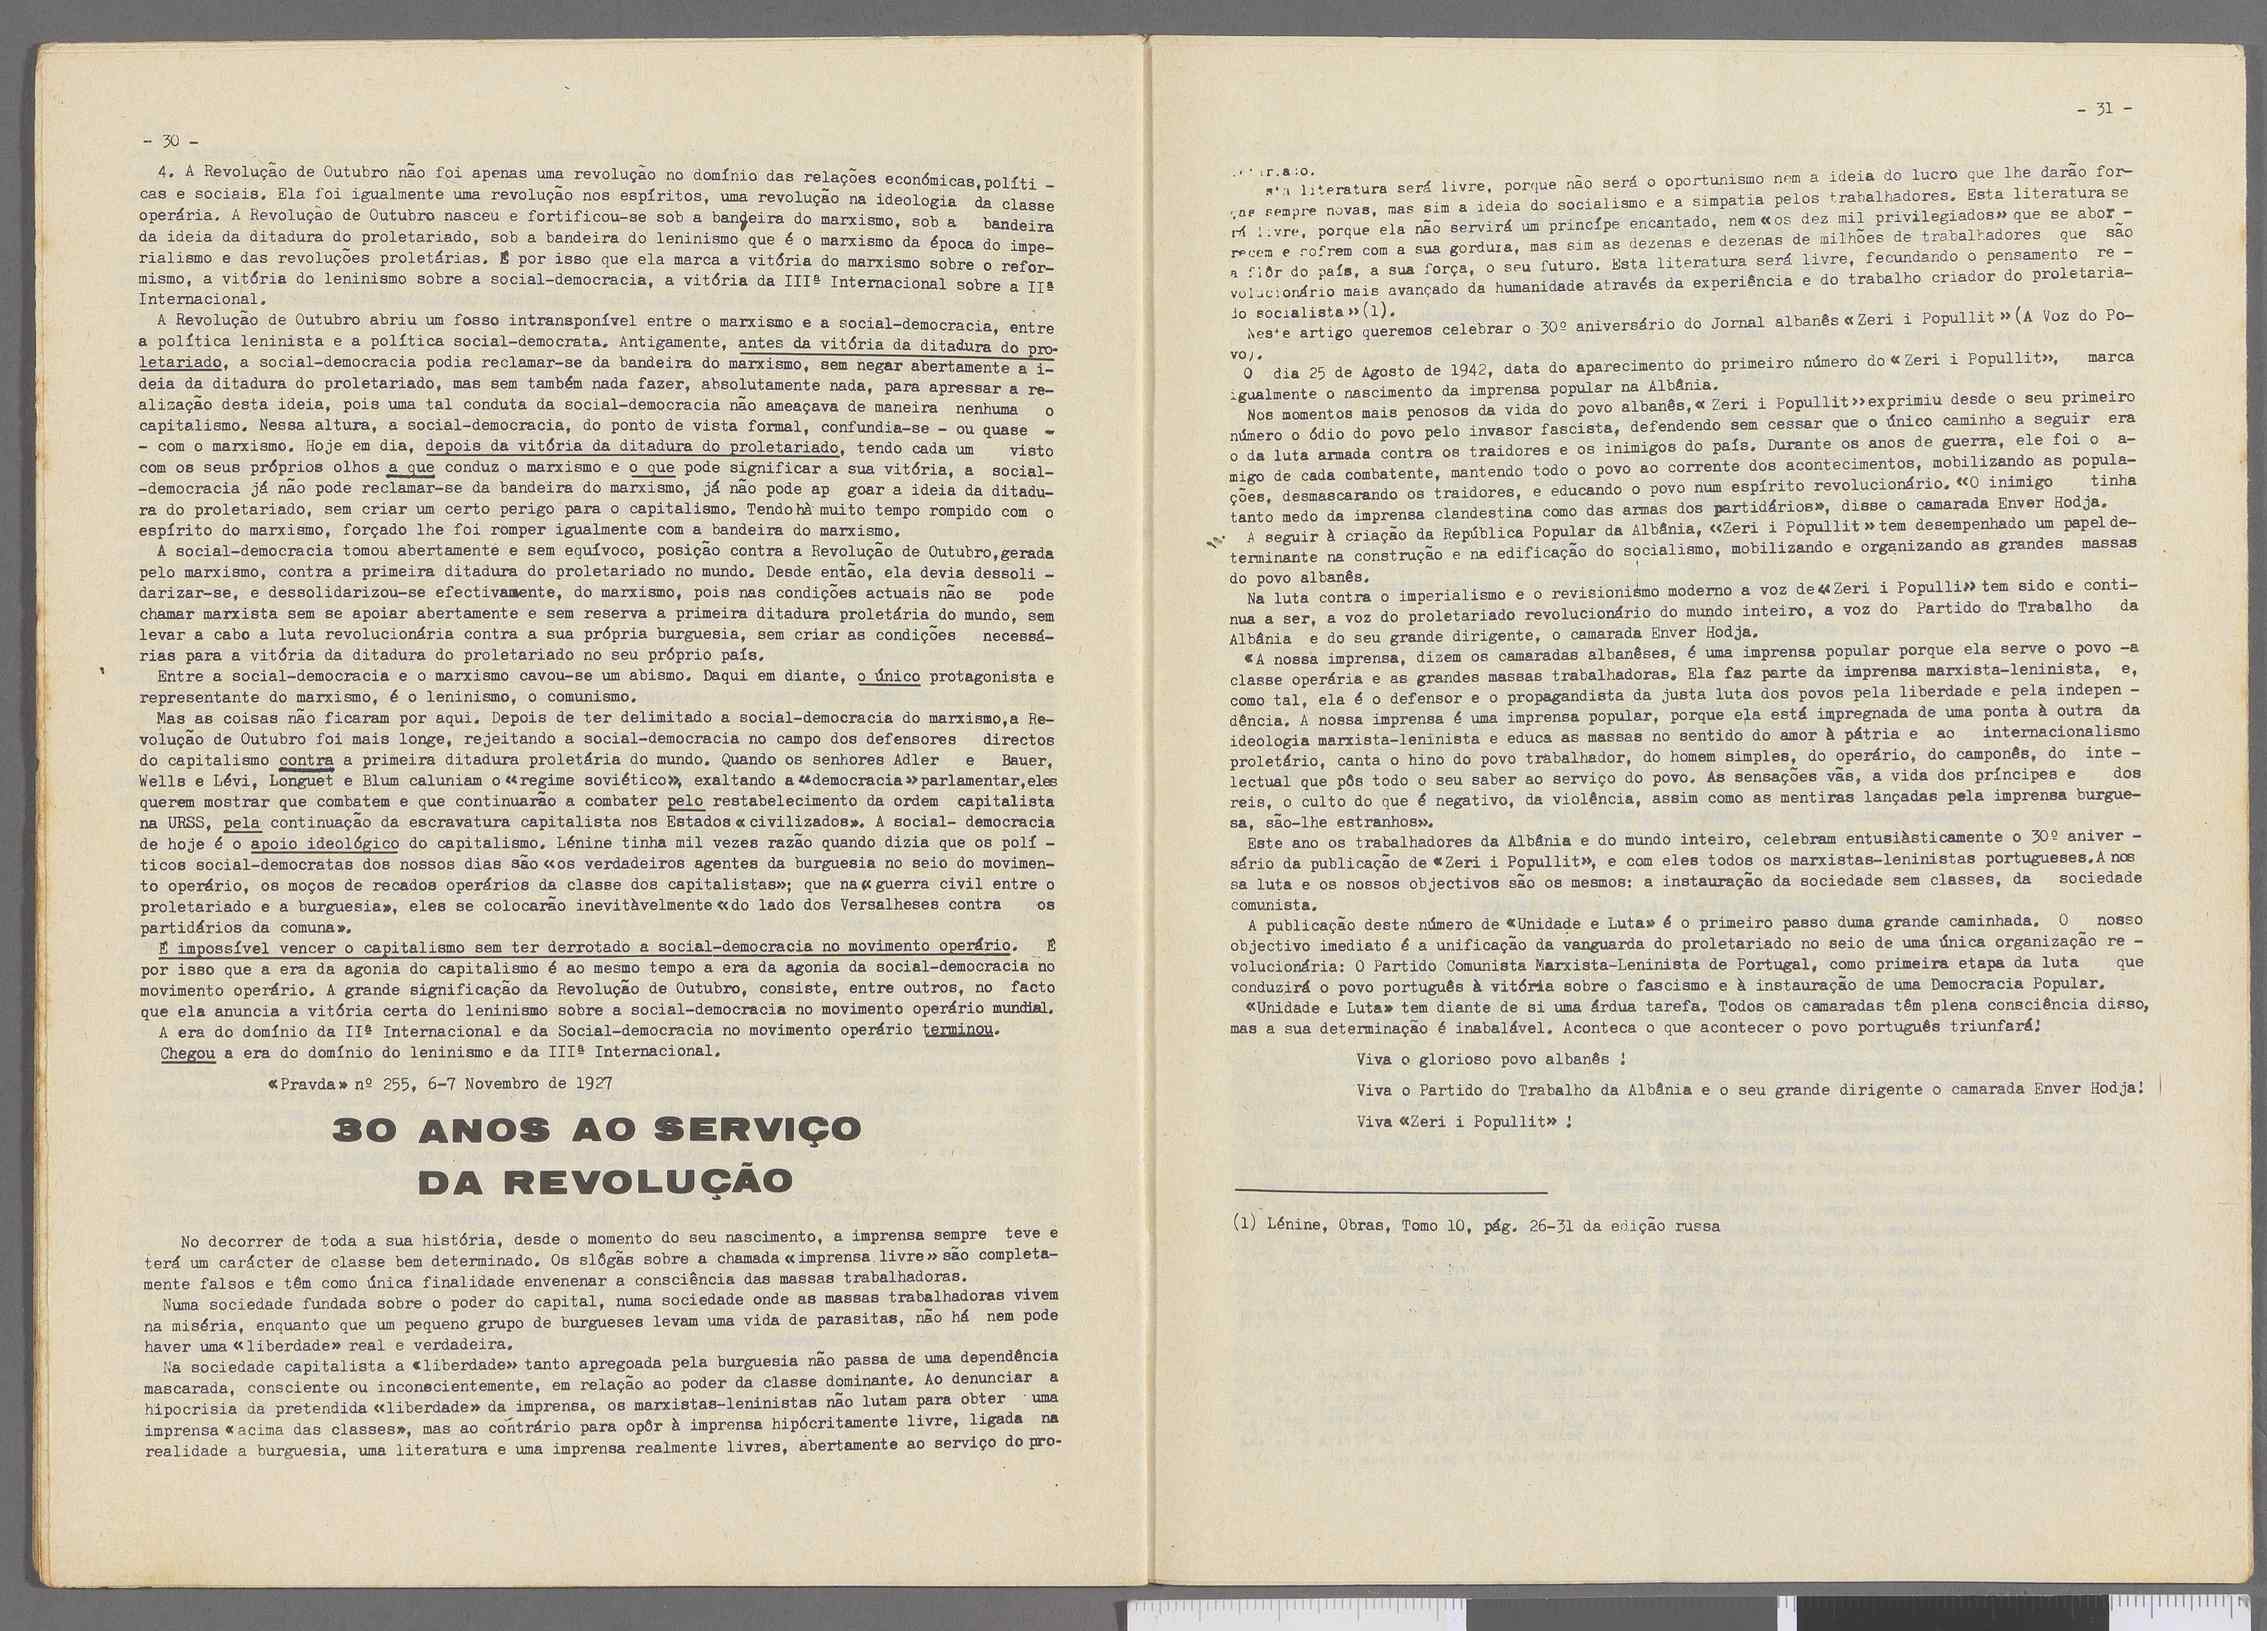 - 30 -
4. A Revolução de Outubro não foi apenas uma revolução no domínio das relações económicas,políti -
cas e sociais. Ela foi igualmente uma revolução nos espíritos, uma revolução na ideologia da classe
operária. A Revolução de Outubro nasceu e fortificou-se sob a bandeira do marxismo, sob a bandeira
da ideia da ditadura do proletariado, sob a bandeira do leninismo que é o marxismo da época do impe-
rialismo e das revoluções proletárias. É por isso que ela marca a vitória do marxismo sobre o refor-
mismo, a vitória do leninismo sobre a social-democracia, a vitória da IIIª Internacional sobre a IIª
Internacional.
A Revolução de Outubro abriu um fosso intransponível entre o marxismo e a social-democracia, entre
a política leninista e a política social-democrata. Antigamente, antes da vitória da ditadura do pro-
letariado, a social-democracia podia reclamar-se da bandeira do marxismo, sem negar abertamente a i-
deia da ditadura do proletariado, mas sem também nada fazer, absolutamente nada, para apressar a re-
alização desta ideia, pois uma tal conduta da social-democracia não ameaçava de maneira nenhuma o
capitalismo. Nessa altura, a social-democracia, do ponto de vista formal, confundia-se - ou quase -
- com o marxismo. Hoje em dia, depois da vitória da ditadura do proletariado, tendo cada um visto
com os seus próprios olhos a que conduz o marxismo e o que pode significar a sua vitória, a social-
-democracia já não pode reclamar-se da bandeira do marxismo, já não pode ap goar a ideia da ditadu-
ra do proletariado, sem criar um certo perigo para o capitalismo. Tendo hà muito tempo rompido com o
espírito do marxismo, forçado lhe foi romper igualmente com a bandeira do marxismo.
A social-democracia tomou abertamente e sem equívoco, posição contra a Revolução de Outubro,gerada
pelo marxismo, contra a primeira ditadura do proletariado no mundo. Desde então, ela devia dessoli -
darizar-se, e dessolidarizou-se efectivamente, do marxismo, pois nas condições actuais não se pode
chamar marxista sem se apoiar abertamente e sem reserva a primeira ditadura proletária do mundo, sem
levar a cabo a luta revolucionária contra a sua própria burguesia, sem criar as condições necessá-
rias para a vitória da ditadura do proletariado no seu próprio país.
Entre a social-democracia e o marxismo cavou-se um abismo. Daqui em diante, o único protagonista e
representante do marxismo, é o leninismo, o comunismo.
Mas as coisas não ficaram por aqui. Depois de ter delimitado a social-democracia do marxismo,a Re-
volução de Outubro foi mais longe, rejeitando a social-democracia no campo dos defensores directos
do capitalismo contra a primeira ditadura proletária do mundo. Quando os senhores Adler e Bauer,
Wells e Lévi, Longuet e Blum caluniam o «regime soviético», exaltando a «democracia» parlamentar,eles
querem mostrar que combatem e que continuarão a combater pelo restabelecimento da ordem capitalista
na URSS, pela continuação da escravatura capitalista nos Estados «civilizados». A social- democracia
de hoje é o apoio ideológico do capitalismo. Lénine tinha mil vezes razão quando dizia que os polí -
ticos social-democratas dos nossos dias são «os verdadeiros agentes da burguesia no seio do movimen-
to operário, os moços de recados operários da classe dos capitalistas»; que na «guerra civil entre o
proletariado e a burguesia», eles se colocarão inevitàvelmente «do lado dos Versalheses contra os
partidários da comuna».
É impossível vencer o capitalismo sem ter derrotado a social-democracia no movimento operário. É
por isso que a era da agonia do capitalismo é ao mesmo tempo a era da agonia da social-democracia no
movimento operário. A grande significação da Revolução de Outubro, consiste, entre outros, no facto
que ela anuncia a vitória certa do leninismo sobre a social-democracia no movimento operário mundial.
A era do domínio da IIª Internacional e da Social-democracia no movimento operário terminou.
Chegou a era do domínio do leninismo e da IIIª Internacional.
«Pravda» nº 255, 6-7 Novembro de 1927
30 ANOS AO SERVIÇO
DA REVOLUÇÃO
No decorrer de toda a sua história, desde o momento do seu nascimento, a imprensa sempre teve e
terá um carácter de classe bem determinado. Os slôgãs sobre a chamada «imprensa livre» são completa-
mente falsos e têm como única finalidade envenenar a consciência das massas trabalhadoras.
Numa sociedade fundada sobre o poder do capital, numa sociedade onde as massas trabalhadoras vivem
na miséria, enquanto que um pequeno grupo de burgueses levam uma vida de parasitas, não há nem pode
haver uma «liberdade» real e verdadeira.
Na sociedade capitalista a «liberdade» tanto apregoada pela burguesia não passa de uma dependência
mascarada, consciente ou inconscientemente, em relação ao poder da classe dominante. Ao denunciar a
hipocrisia da pretendida «liberdade» da imprensa, os marxistas-leninistas não lutam para obter uma
imprensa «acima das classes», mas ao contrário para opôr à imprensa hipócritamente livre, ligada na
realidade a burguesia, uma literatura e uma imprensa realmente livres, abertamente ao serviço do pro-
- 31 -
literatura será livre, porque não será o oportunismo nem a ideia do lucro que lhe darão for-
ças sempre novas, mas sim a ideia do socialismo e a simpatia pelos trabalhadores. Esta literatura se
rá livre, porque ela não servirá um princípe encantado, nem «os dez mil privilegiados» que se abor -
recem e sofrem com a sua gordura, mas sim as dezenas e dezenas de milhões de trabalhadores que são
a flôr do país, a sua força, o seu futuro. Esta literatura será livre, fecundando o pensamento re -
volucionário mais avançado da humanidade através da experiência e do trabalho criador do proletaria-
do socialista» (1).
Neste artigo queremos celebrar o 30º aniversário do Jornal albanês «Zeri i Popullit» (A Voz do Po-
vo).
O dia 25 de Agosto de 1942, data do aparecimento do primeiro número do «Zeri i Popullit», marca
igualmente o nascimento da imprensa popular na Albânia.
Nos momentos mais penosos da vida do povo albanês, «Zeri i Popullit» exprimiu desde o seu primeiro
número o ódio do povo pelo invasor fascista, defendendo sem cessar que o único caminho a seguir era
o da luta armada contra os traidores e os inimigos do país. Durante os anos de guerra, ele foi o a-
migo de cada combatente, mantendo todo o povo ao corrente dos acontecimentos, mobilizando as popula-
ções, desmascarando os traidores, e educando o povo num espírito revolucionário. «O inimigo tinha
tanto medo da imprensa clandestina como das armas dos partidários», disse o camarada Enver Hodja.
A seguir à criação da República Popular da Albânia, «Zeri i Popullit» tem desempenhado um papel de-
terminante na construção e na edificação do socialismo, mobilizando e organizando as grandes massas
do povo albanês.
Na luta contra o imperialismo e o revisionismo moderno a voz de «Zeri i Populli» tem sido e conti-
nua a ser, a voz do proletariado revolucionário do mundo inteiro, a voz do Partido do Trabalho da
Albânia e do seu grande dirigente, o camarada Enver Hodja.
«A nossa imprensa, dizem os camaradas albanêses, é uma imprensa popular porque ela serve o povo -a
classe operária e as grandes massas trabalhadoras. Ela faz parte da imprensa marxista-leninista, e,
como tal, ela é o defensor e o propagandista da justa luta dos povos pela liberdade e pela indepen -
dência. A nossa imprensa é uma imprensa popular, porque ela está impregnada de uma ponta à outra da
ideologia marxista-leninista e educa as massas no sentido do amor à pátria e ao internacionalismo
proletário, canta o hino do povo trabalhador, do homem simples, do operário, do camponês, do inte -
lectual que pôs todo o seu saber ao serviço do povo. As sensações vãs, a vida dos príncipes e dos
reis, o culto do que é negativo, da violência, assim como as mentiras lançadas pela imprensa burgue-
sa, são-lhe estranhos».
Este ano os trabalhadores da Albânia e do mundo inteiro, celebram entusiàsticamente o 30º aniver -
sário da publicação de «Zeri i Popullit», e com eles todos os marxistas-leninistas portugueses.A nos
sa luta e os nossos objectivos são os mesmos: a instauração da sociedade sem classes, da sociedade
comunista.
A publicação deste número de «Unidade e Luta» é o primeiro passo duma grande caminhada. O nosso
objectivo imediato é a unificação da vanguarda do proletariado no seio de uma única organização re -
volucionária: O Partido Comunista Marxista-Leninista de Portugal, como primeira etapa da luta que
conduzirá o povo português à vitória sobre o fascismo e à instauração de uma Democracia Popular.
«Unidade e Luta» tem diante de si uma árdua tarefa. Todos os camaradas têm plena consciência disso,
mas a sua determinação é inabalável. Aconteca o que acontecer o povo português triunfará!
Viva o glorioso povo albanês !
Viva o Partido do Trabalho da Albânia e o seu grande dirigente o camarada Enver Hodja!
Viva «Zeri i Popullit» !
(1) Lénine, Obras, Tomo 10, pág. 26-31 da edição russa